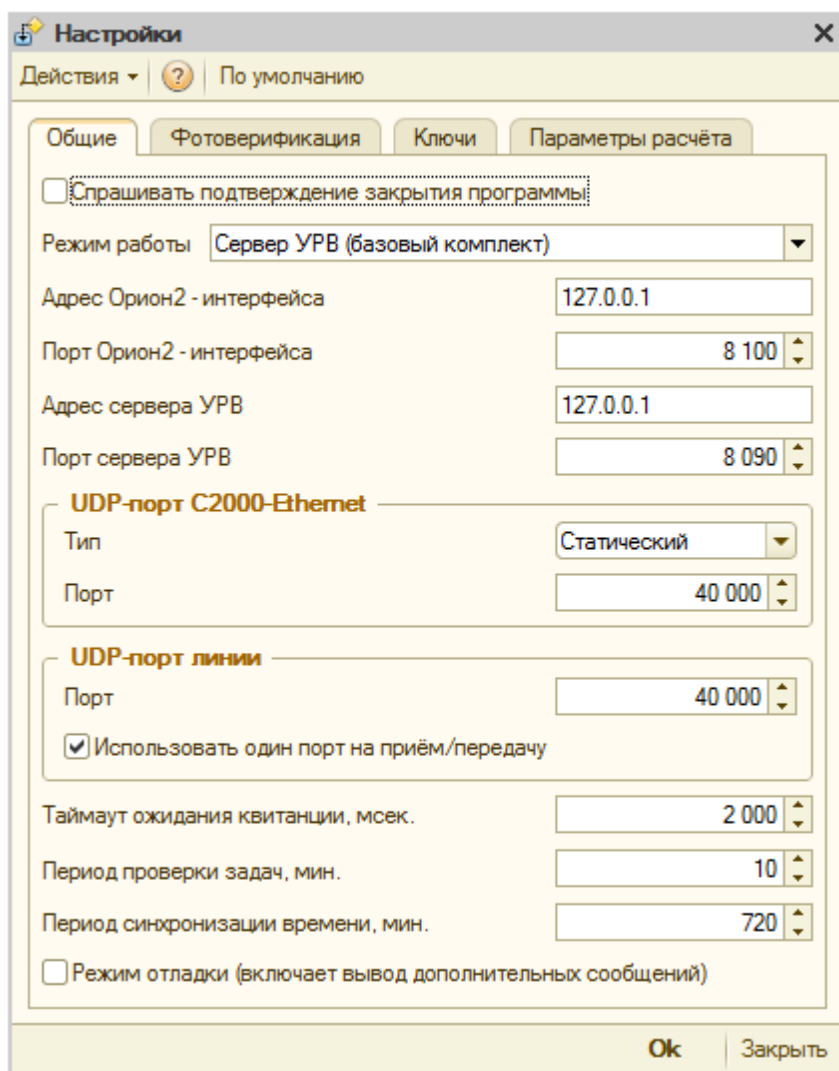 Настройки
Действия По умолчанию
Общие Фотоверификация Ключи Параметры расчёта
Спрашивать подтверждение закрытия программы
Режим работы Сервер УРВ (базовый комплект)
Адрес Орион2 - интерфейса 127.0.0.1
Порт Орион2 - интерфейса 8 100
Адрес сервера УРВ 127.0.0.1
Порт сервера УРВ 8 090
UDP-порт С2000-Ethernet
Тип Статический
Порт 40 000
UDP-порт линии
Порт 40 000
Использовать один порт на приём/передачу
Таймаут ожидания квитанции, мсек. 2 000
Период проверки задач, мин. 10
Период синхронизации времени, мин. 720
Режим отладки (включает вывод дополнительных сообщений)
Ok Закрыть